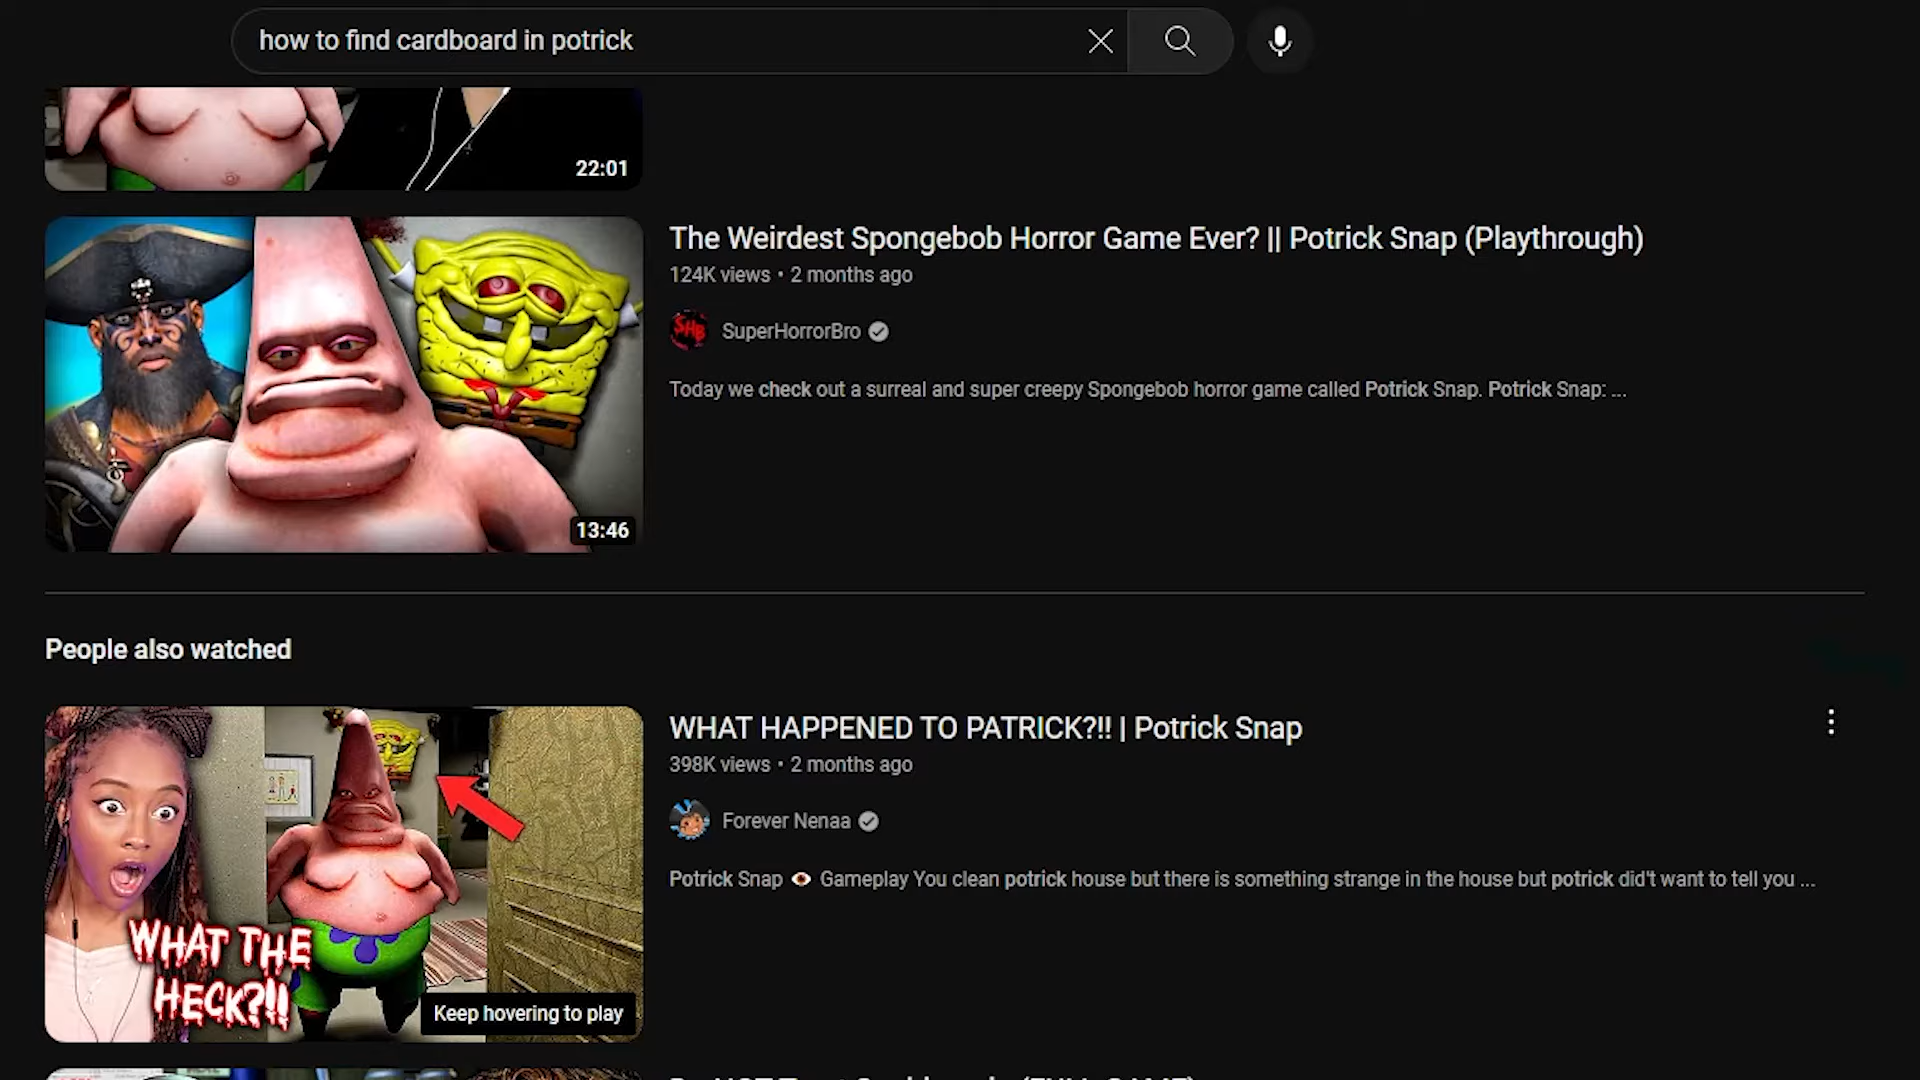 how to find cardboard in potrick
22:01
The Weirdest Spongebob Horror Game Ever? || Potrick Snap (Playthrough)
124K views • 2 months ago
SHB
SuperHorrorBro
Today we check out a surreal and super creepy Spongebob horror game called Potrick Snap. Potrick Snap: ...
13:46
People also watched
WHAT HAPPENED TO PATRICK?!! | Potrick Snap
398K views • 2 months ago
Forever Nenaa
Potrick Snap 👁 Gameplay You clean potrick house but there is something strange in the house but potrick did't want to tell you ...
WHAT THE
HECK?!!
Keep hovering to play